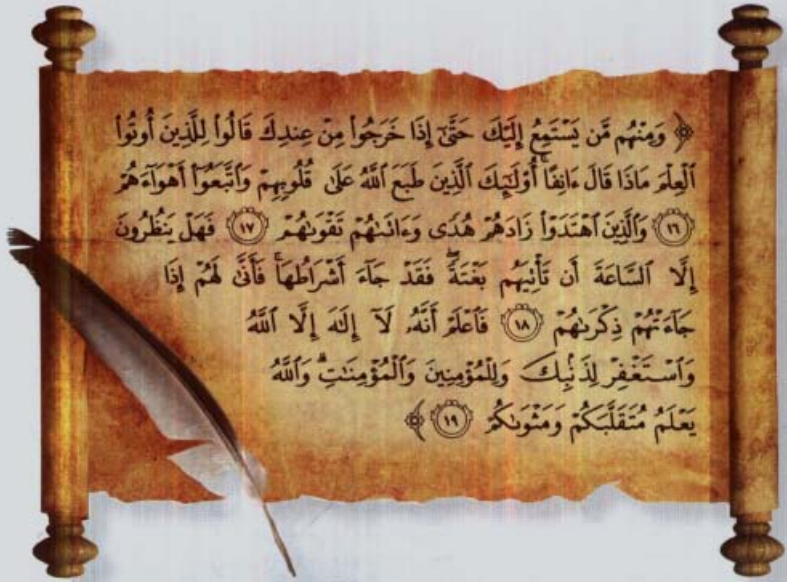 ﴿ وَمِنْهُم مَّن يَسْتَمِعُ إِلَيْكَ حَتَّىٰٓ إِذَا خَرَجُوا۟ مِنْ عِندِكَ قَالُوا۟ لِلَّذِينَ أُوتُوا۟
ٱلْعِلْمَ مَاذَا قَالَ ءَانِفًا ۚ أُو۟لَٰٓئِكَ ٱلَّذِينَ طَبَعَ ٱللَّهُ عَلَىٰ قُلُوبِهِمْ وَٱتَّبَعُوٓا۟ أَهْوَآءَهُمْ
١٦ وَٱلَّذِينَ ٱهْتَدَوْا۟ زَادَهُمْ هُدًى وَءَاتَىٰهُمْ تَقْوَىٰهُمْ ١٧ فَهَلْ يَنظُرُونَ
إِلَّا ٱلسَّاعَةَ أَن تَأْتِيَهُم بَغْتَةً ۖ فَقَدْ جَآءَ أَشْرَاطُهَا ۚ فَأَنَّىٰ لَهُمْ إِذَا
جَآءَتْهُمْ ذِكْرَىٰهُمْ ١٨ فَٱعْلَمْ أَنَّهُۥ لَآ إِلَٰهَ إِلَّا ٱللَّهُ
وَٱسْتَغْفِرْ لِذَنۢبِكَ وَلِلْمُؤْمِنِينَ وَٱلْمُؤْمِنَٰتِ ۗ وَٱللَّهُ
يَعْلَمُ مُتَقَلَّبَكُمْ وَمَثْوَىٰكُمْ ١٩ ﴾